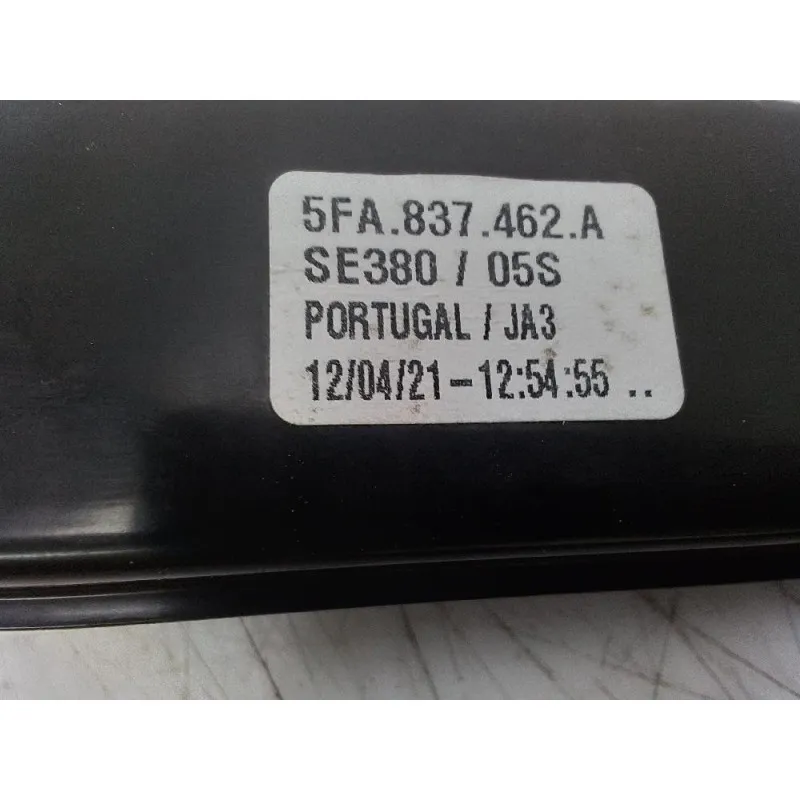 5FA.837.462.A
SE380 / 05S
PORTUGAL / JA3
12/04/21-12:54:55 ..